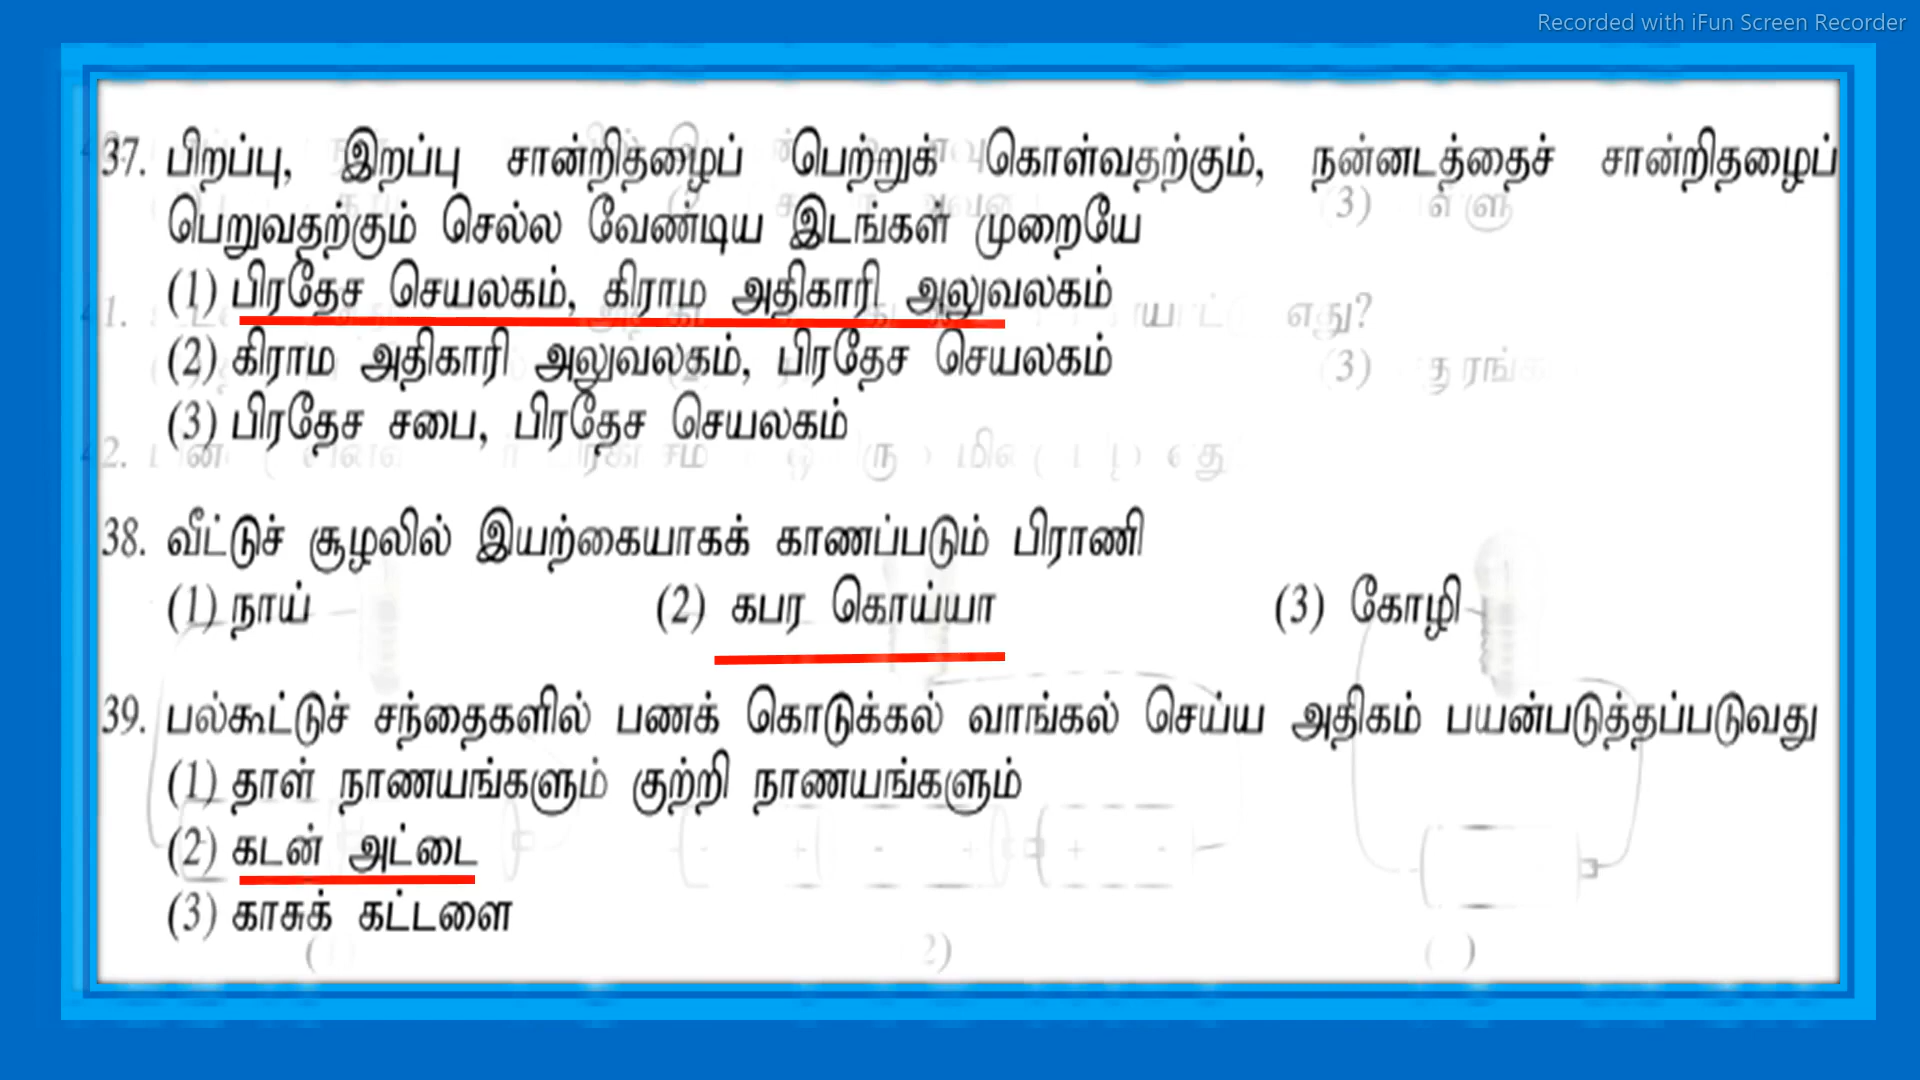 Recorded with iFun Screen Recorder
37. பிறப்பு, இறப்பு சான்றிதழைப் பெற்றுக் கொள்வதற்கும், நன்னடத்தைச் சான்றிதழைப்
பெறுவதற்கும் செல்ல வேண்டிய இடங்கள் முறையே
(1) பிரதேச செயலகம், கிராம அதிகாரி அலுவலகம்
(2) கிராம அதிகாரி அலுவலகம், பிரதேச செயலகம்
(3) பிரதேச சபை, பிரதேச செயலகம்
38. வீட்டுச் சூழலில் இயற்கையாகக் காணப்படும் பிராணி
(1) நாய் (2) கபர கொய்யா (3) கோழி
39. பல்கூட்டுச் சந்தைகளில் பணக் கொடுக்கல் வாங்கல் செய்ய அதிகம் பயன்படுத்தப்படுவது
(1) தாள் நாணயங்களும் குற்றி நாணயங்களும்
(2) கடன் அட்டை
(3) காசுக் கட்டளை